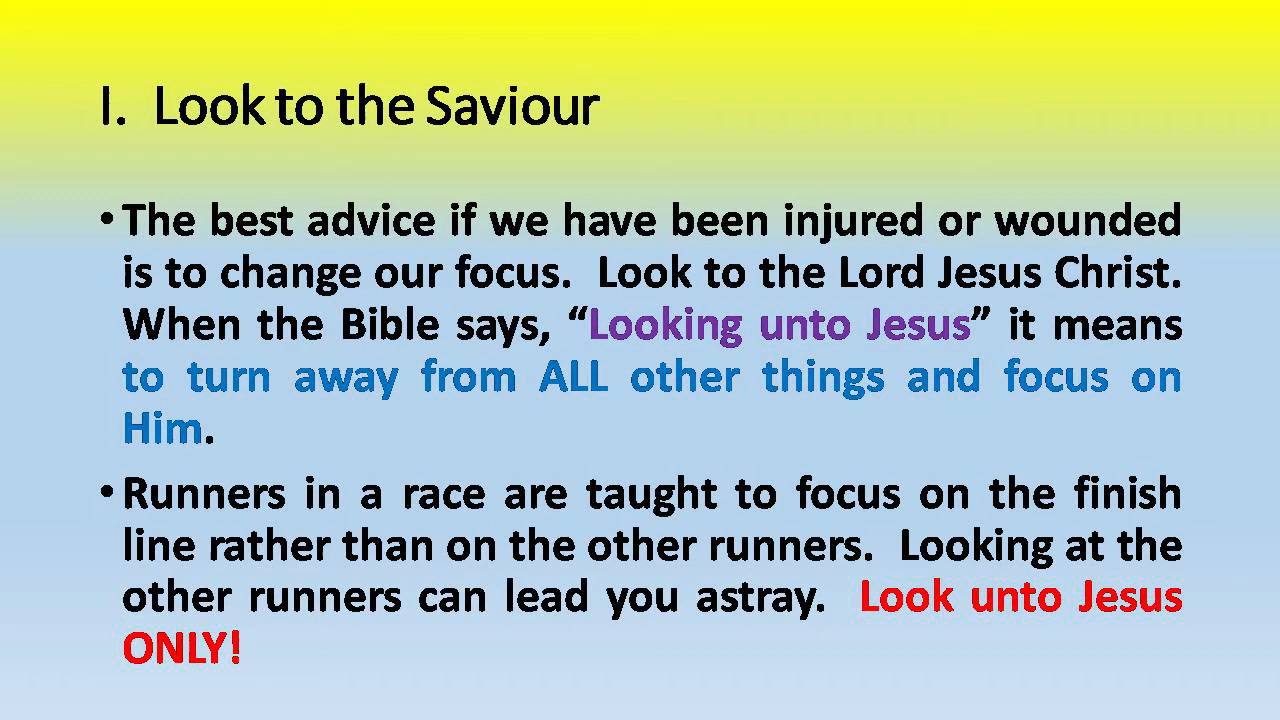 I. Look to the Saviour
• The best advice if we have been injured or wounded
is to change our focus. Look to the Lord Jesus Christ.
When the Bible says, “Looking unto Jesus” it means
to turn away from ALL other things and focus on
Him.
• Runners in a race are taught to focus on the finish
line rather than on the other runners. Looking at the
other runners can lead you astray. Look unto Jesus
ONLY!